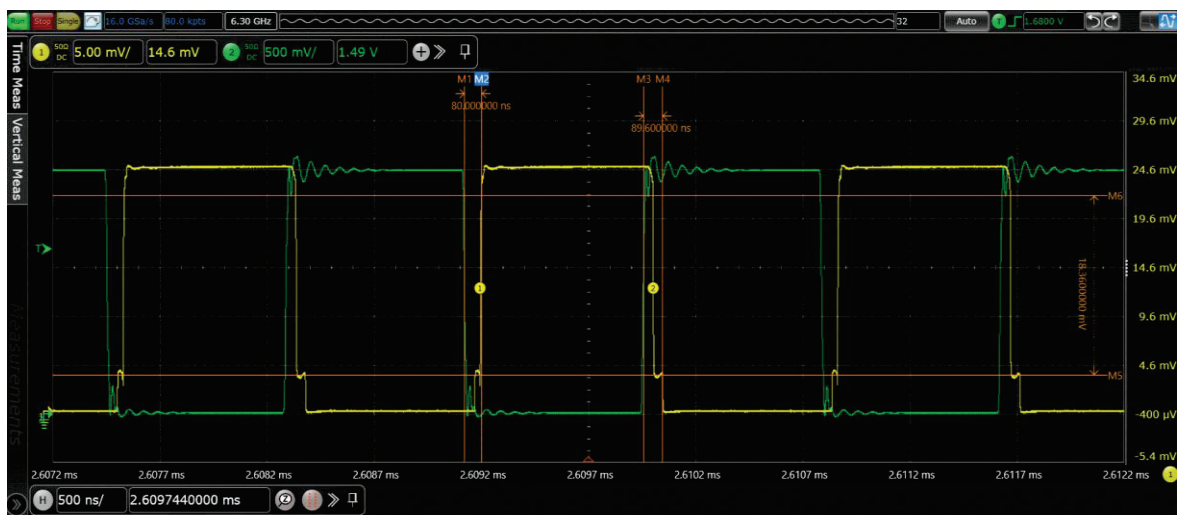 Run Stop Single 16.0 GSa/s 80.0 kpts 6.30 GHz 32 Auto T 1.6800 V
1 50Ω DC 5.00 mV/ 14.6 mV 2 50Ω DC 500 mV/ 1.49 V
Time Meas
Vertical Meas
Measurements
M1 M2 M3 M4
80.000000 ns
89.600000 ns
34.6 mV
29.6 mV
24.6 mV
M6
19.6 mV
T
14.6 mV
18.3600000 mV
1 2
9.6 mV
4.6 mV
M5
-400 µV
-5.4 mV
2.6072 ms 2.6077 ms 2.6082 ms 2.6087 ms 2.6092 ms 2.6097 ms 2.6102 ms 2.6107 ms 2.6112 ms 2.6117 ms 2.6122 ms 1
H 500 ns/ 2.6097440000 ms